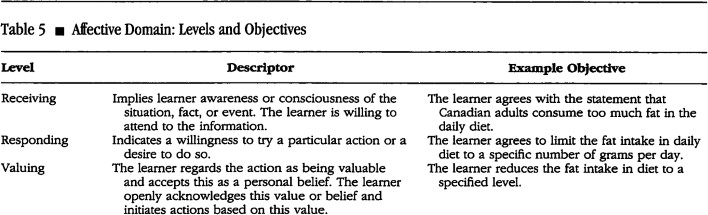 Table 5 ■ Affective Domain: Levels and Objectives
Level Descriptor Example Objective
Receiving Implies learner awareness or consciousness of the The learner agrees with the statement that
situation, fact, or event. The learner is willing to Canadian adults consume too much fat in the
attend to the information. daily diet.
Responding Indicates a willingness to try a particular action or a The learner agrees to limit the fat intake in daily
desire to do so. diet to a specific number of grams per day.
Valuing The learner regards the action as being valuable The learner reduces the fat intake in diet to a
and accepts this as a personal belief. The learner specified level.
openly acknowledges this value or belief and
initiates actions based on this value.